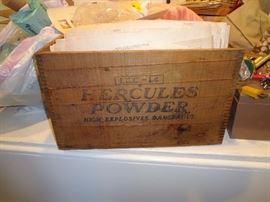 HERCULES
POWDER
HIGH EXPLOSIVES DANGEROUS